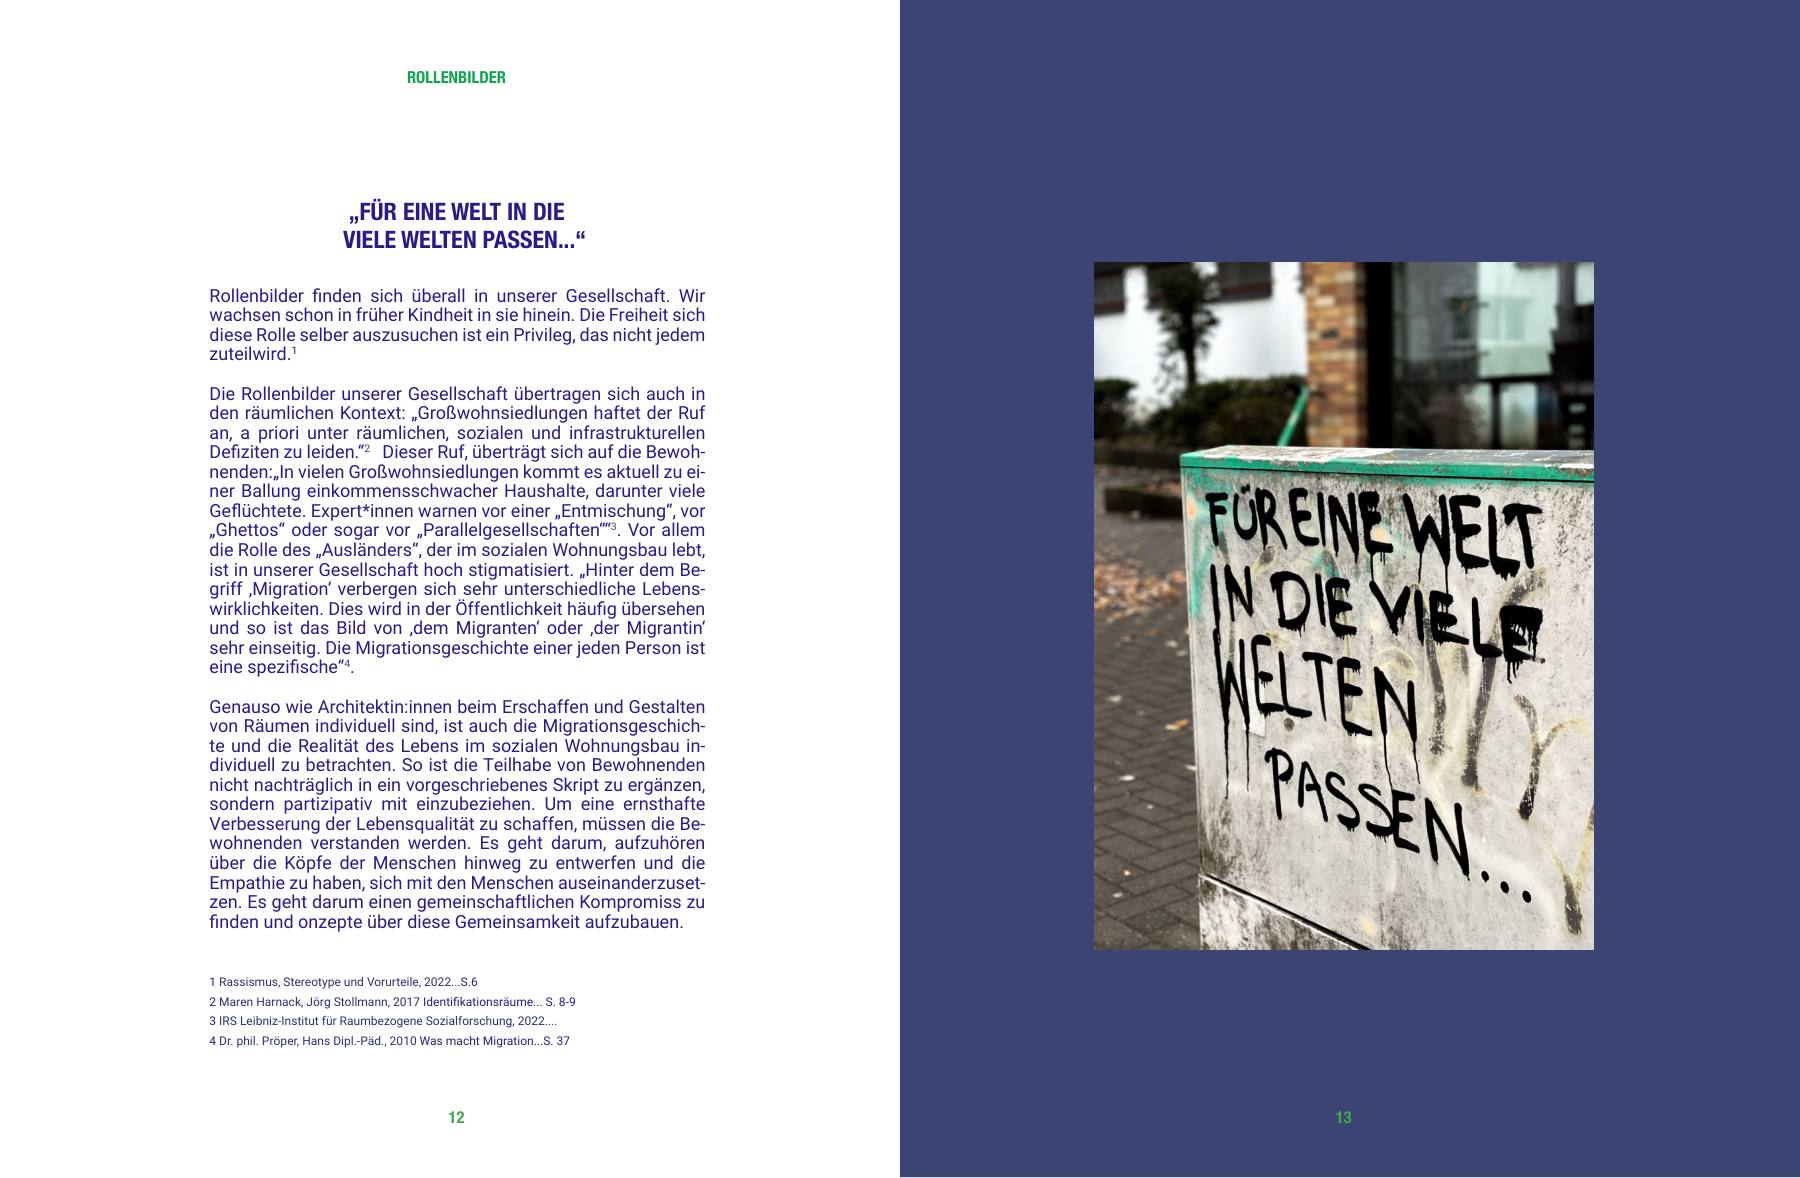 ROLLENBILDER
„FÜR EINE WELT IN DIE
VIELE WELTEN PASSEN...“
Rollenbilder finden sich überall in unserer Gesellschaft. Wir
wachsen schon in früher Kindheit in sie hinein. Die Freiheit sich
diese Rolle selber auszusuchen ist ein Privileg, das nicht jedem
zuteilwird.1
Die Rollenbilder unserer Gesellschaft übertragen sich auch in
den räumlichen Kontext: „Großwohnsiedlungen haftet der Ruf
an, a priori unter räumlichen, sozialen und infrastrukturellen
Defiziten zu leiden.“2 Dieser Ruf, überträgt sich auf die Bewoh-
nenden:„In vielen Großwohnsiedlungen kommt es aktuell zu ei-
ner Ballung einkommensschwacher Haushalte, darunter viele
Geflüchtete. Expert*innen warnen vor einer „Entmischung“, vor
„Ghettos“ oder sogar vor „Parallelgesellschaften““3. Vor allem
die Rolle des „Ausländers“, der im sozialen Wohnungsbau lebt,
ist in unserer Gesellschaft hoch stigmatisiert. „Hinter dem Be-
griff ‚Migration‘ verbergen sich sehr unterschiedliche Lebens-
wirklichkeiten. Dies wird in der Öffentlichkeit häufig übersehen
und so ist das Bild von ‚dem Migranten‘ oder ‚der Migrantin‘
sehr einseitig. Die Migrationsgeschichte einer jeden Person ist
eine spezifische“4.
Genauso wie Architektin:innen beim Erschaffen und Gestalten
von Räumen individuell sind, ist auch die Migrationsgeschich-
te und die Realität des Lebens im sozialen Wohnungsbau in-
dividuell zu betrachten. So ist die Teilhabe von Bewohnenden
nicht nachträglich in ein vorgeschriebenes Skript zu ergänzen,
sondern partizipativ mit einzubeziehen. Um eine ernsthafte
Verbesserung der Lebensqualität zu schaffen, müssen die Be-
wohnenden verstanden werden. Es geht darum, aufzuhören
über die Köpfe der Menschen hinweg zu entwerfen und die
Empathie zu haben, sich mit den Menschen auseinanderzuset-
zen. Es geht darum einen gemeinschaftlichen Kompromiss zu
finden und onzepte über diese Gemeinsamkeit aufzubauen.
1 Rassismus, Stereotype und Vorurteile, 2022...S.6
2 Maren Harnack, Jörg Stollmann, 2017 Identifikationsräume... S. 8-9
3 IRS Leibniz-Institut für Raumbezogene Sozialforschung, 2022....
4 Dr. phil. Pröper, Hans Dipl.-Päd., 2010 Was macht Migration...S. 37
12
FÜR EINE WELT
IN DIE VIELE
WELTEN
PASSEN...
13